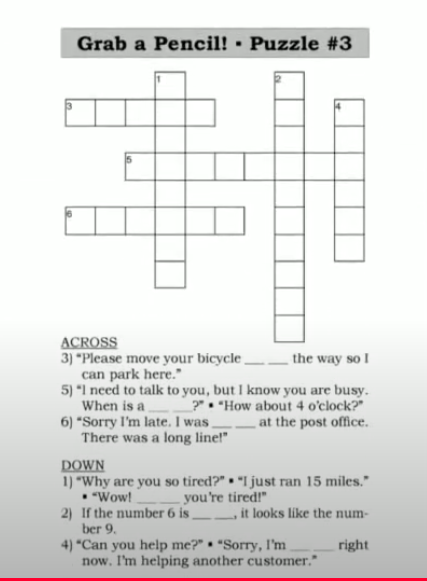 Grab a Pencil! • Puzzle #3
1
2
3
4
5
6
ACROSS
3) "Please move your bicycle ___ ___ the way so I
can park here."
5) "I need to talk to you, but I know you are busy.
When is a ___ ___?" • "How about 4 o'clock?"
6) "Sorry I'm late. I was ___ ___ at the post office.
There was a long line!"
DOWN
1) "Why are you so tired?" • "I just ran 15 miles."
• "Wow! ___ ___ you're tired!"
2) If the number 6 is ___ ___, it looks like the num-
ber 9.
4) "Can you help me?" • "Sorry, I'm ___ ___ right
now. I'm helping another customer."